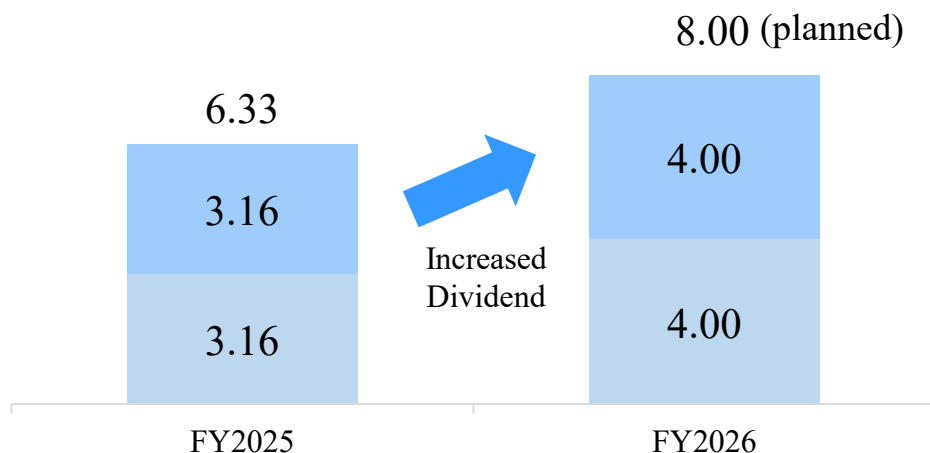 8.00 (planned)
6.33
3.16
4.00
Increased
Dividend
3.16
4.00
FY2025
FY2026